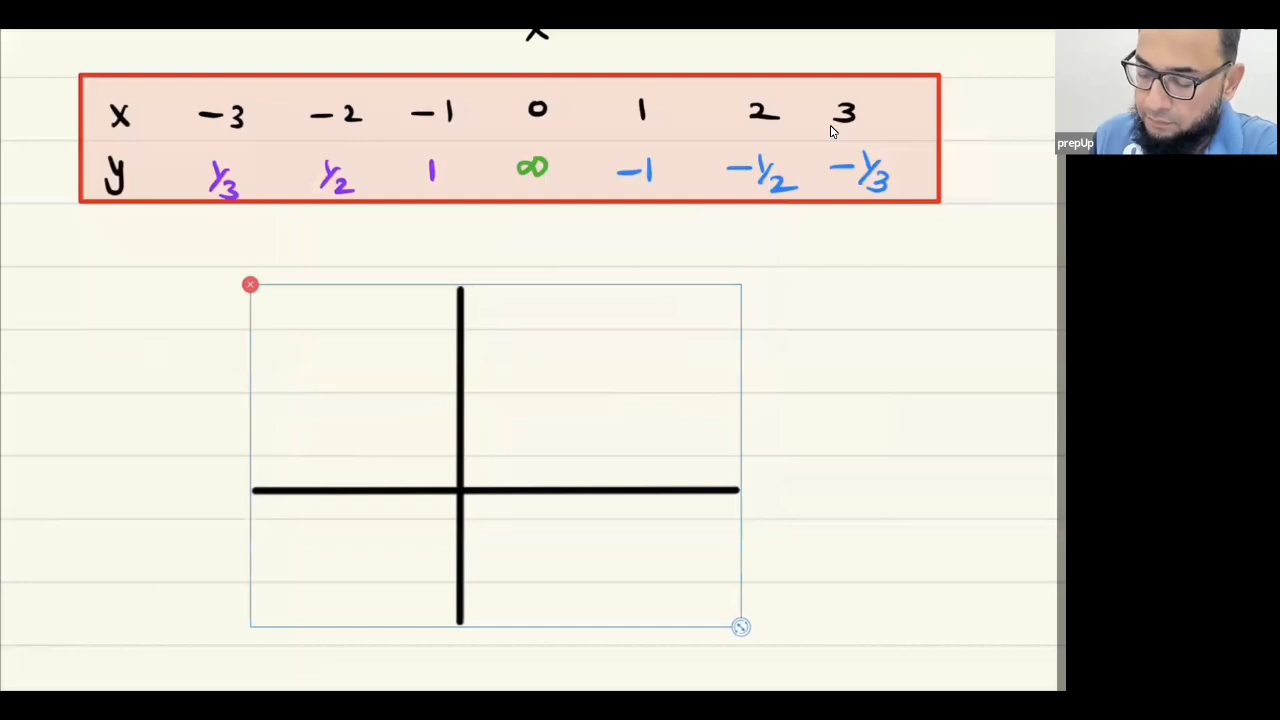 x
x -3 -2 -1 0 1 2 3
y 1/3 1/2 1 ∞ -1 -1/2 -1/3
prepUp